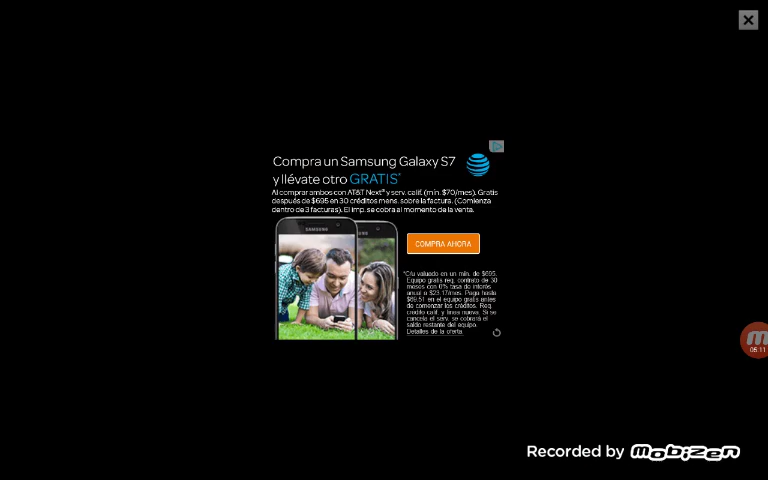 Compra un Samsung Galaxy S7
y llévate otro GRATIS*
Al comprar ambos con AT&T Next® y serv. calif. (mín. $70/mes). Gratis
después de $695 en 30 créditos mens. sobre la factura. (Comienza
dentro de 3 facturas). El imp. se cobra al momento de la venta.
SAMSUNG
SAMSUNG
COMPRA AHORA
*C/u valuado en un mín. de $695.
Equipo gratis req. contrato de 30
meses con 0% tasa de interés
anual o $23.17/mes. Paga hasta
$69.51 en el equipo gratis antes
de comenzar los créditos. Req.
crédito calif. y línea nueva. Si se
cancela el serv. se cobrará el
saldo restante del equipo.
Detalles de la oferta.
05:11
Recorded by mobizen